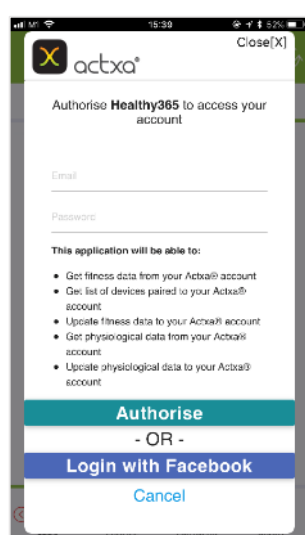 M1 15:39 52%
Close[X]
actxa®
Authorise Healthy365 to access your
account
Email
Password
This application will be able to:
• Get fitness data from your Actxa® account
• Get list of devices paired to your Actxa®
account
• Update fitness data to your Actxa® account
• Get physiological data from your Actxa®
account
• Update physiological data to your Actxa®
account
Authorise
- OR -
Login with Facebook
Cancel